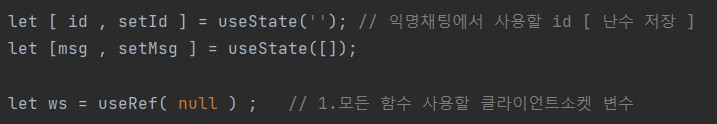 let [ id , setId ] = useState(''); // 익명채팅에서 사용할 id [ 난수 저장 ]
let [msg , setMsg ] = useState([]);
let ws = useRef( null ) ;   // 1.모든 함수 사용할 클라이언트소켓 변수